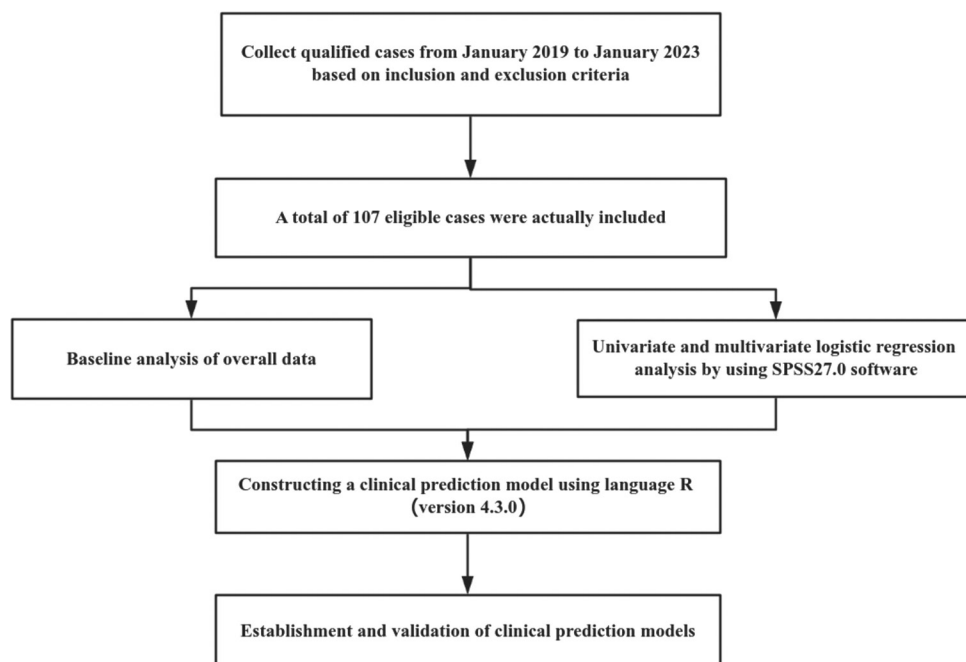 Collect qualified cases from January 2019 to January 2023
based on inclusion and exclusion criteria
A total of 107 eligible cases were actually included
Baseline analysis of overall data
Univariate and multivariate logistic regression
analysis by using SPSS27.0 software
Constructing a clinical prediction model using language R
(version 4.3.0)
Establishment and validation of clinical prediction models